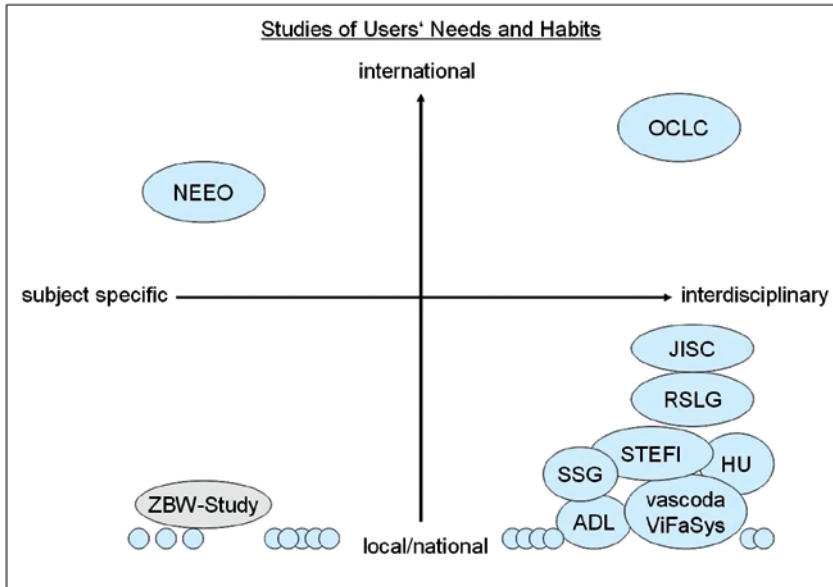 Studies of Users‘ Needs and Habits
international
OCLC
NEEO
subject specific
interdisciplinary
JISC
RSLG
STEFI
HU
SSG
ZBW-Study
vascoda
ViFaSys
ADL
local/national